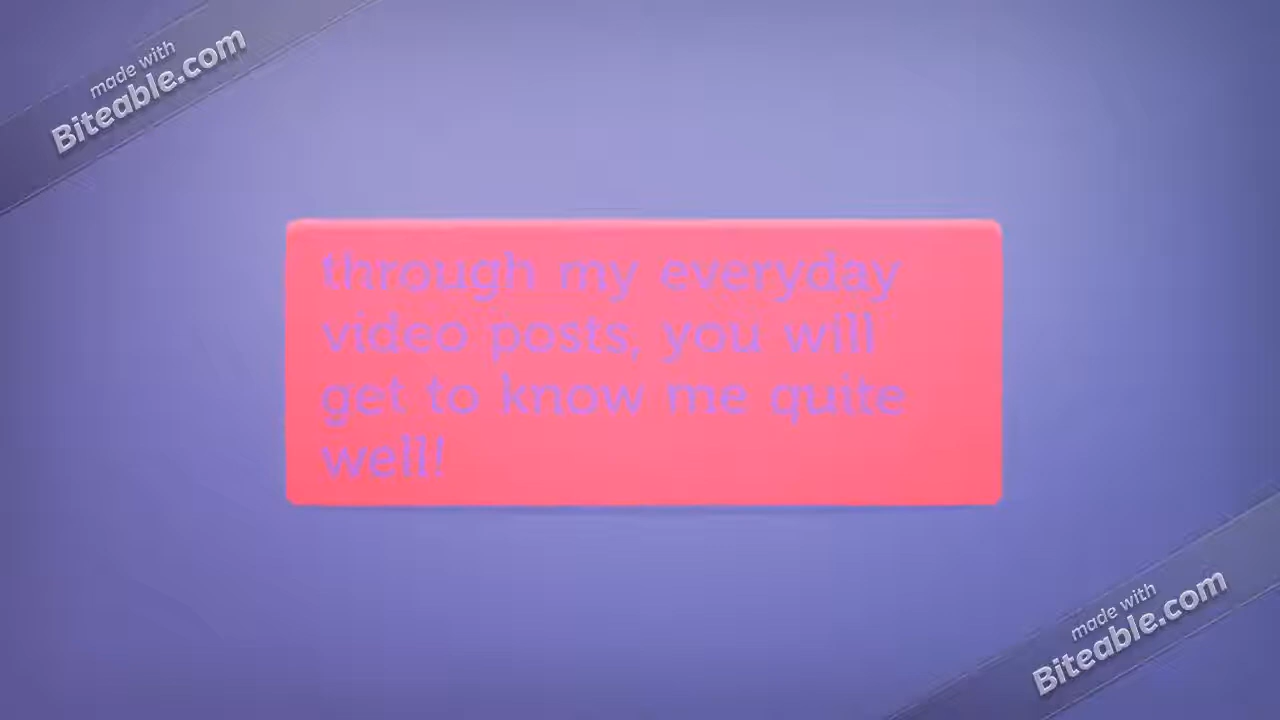 made with
Biteable.com
through my everyday
video posts, you will
get to know me quite
well!
made with
Biteable.com